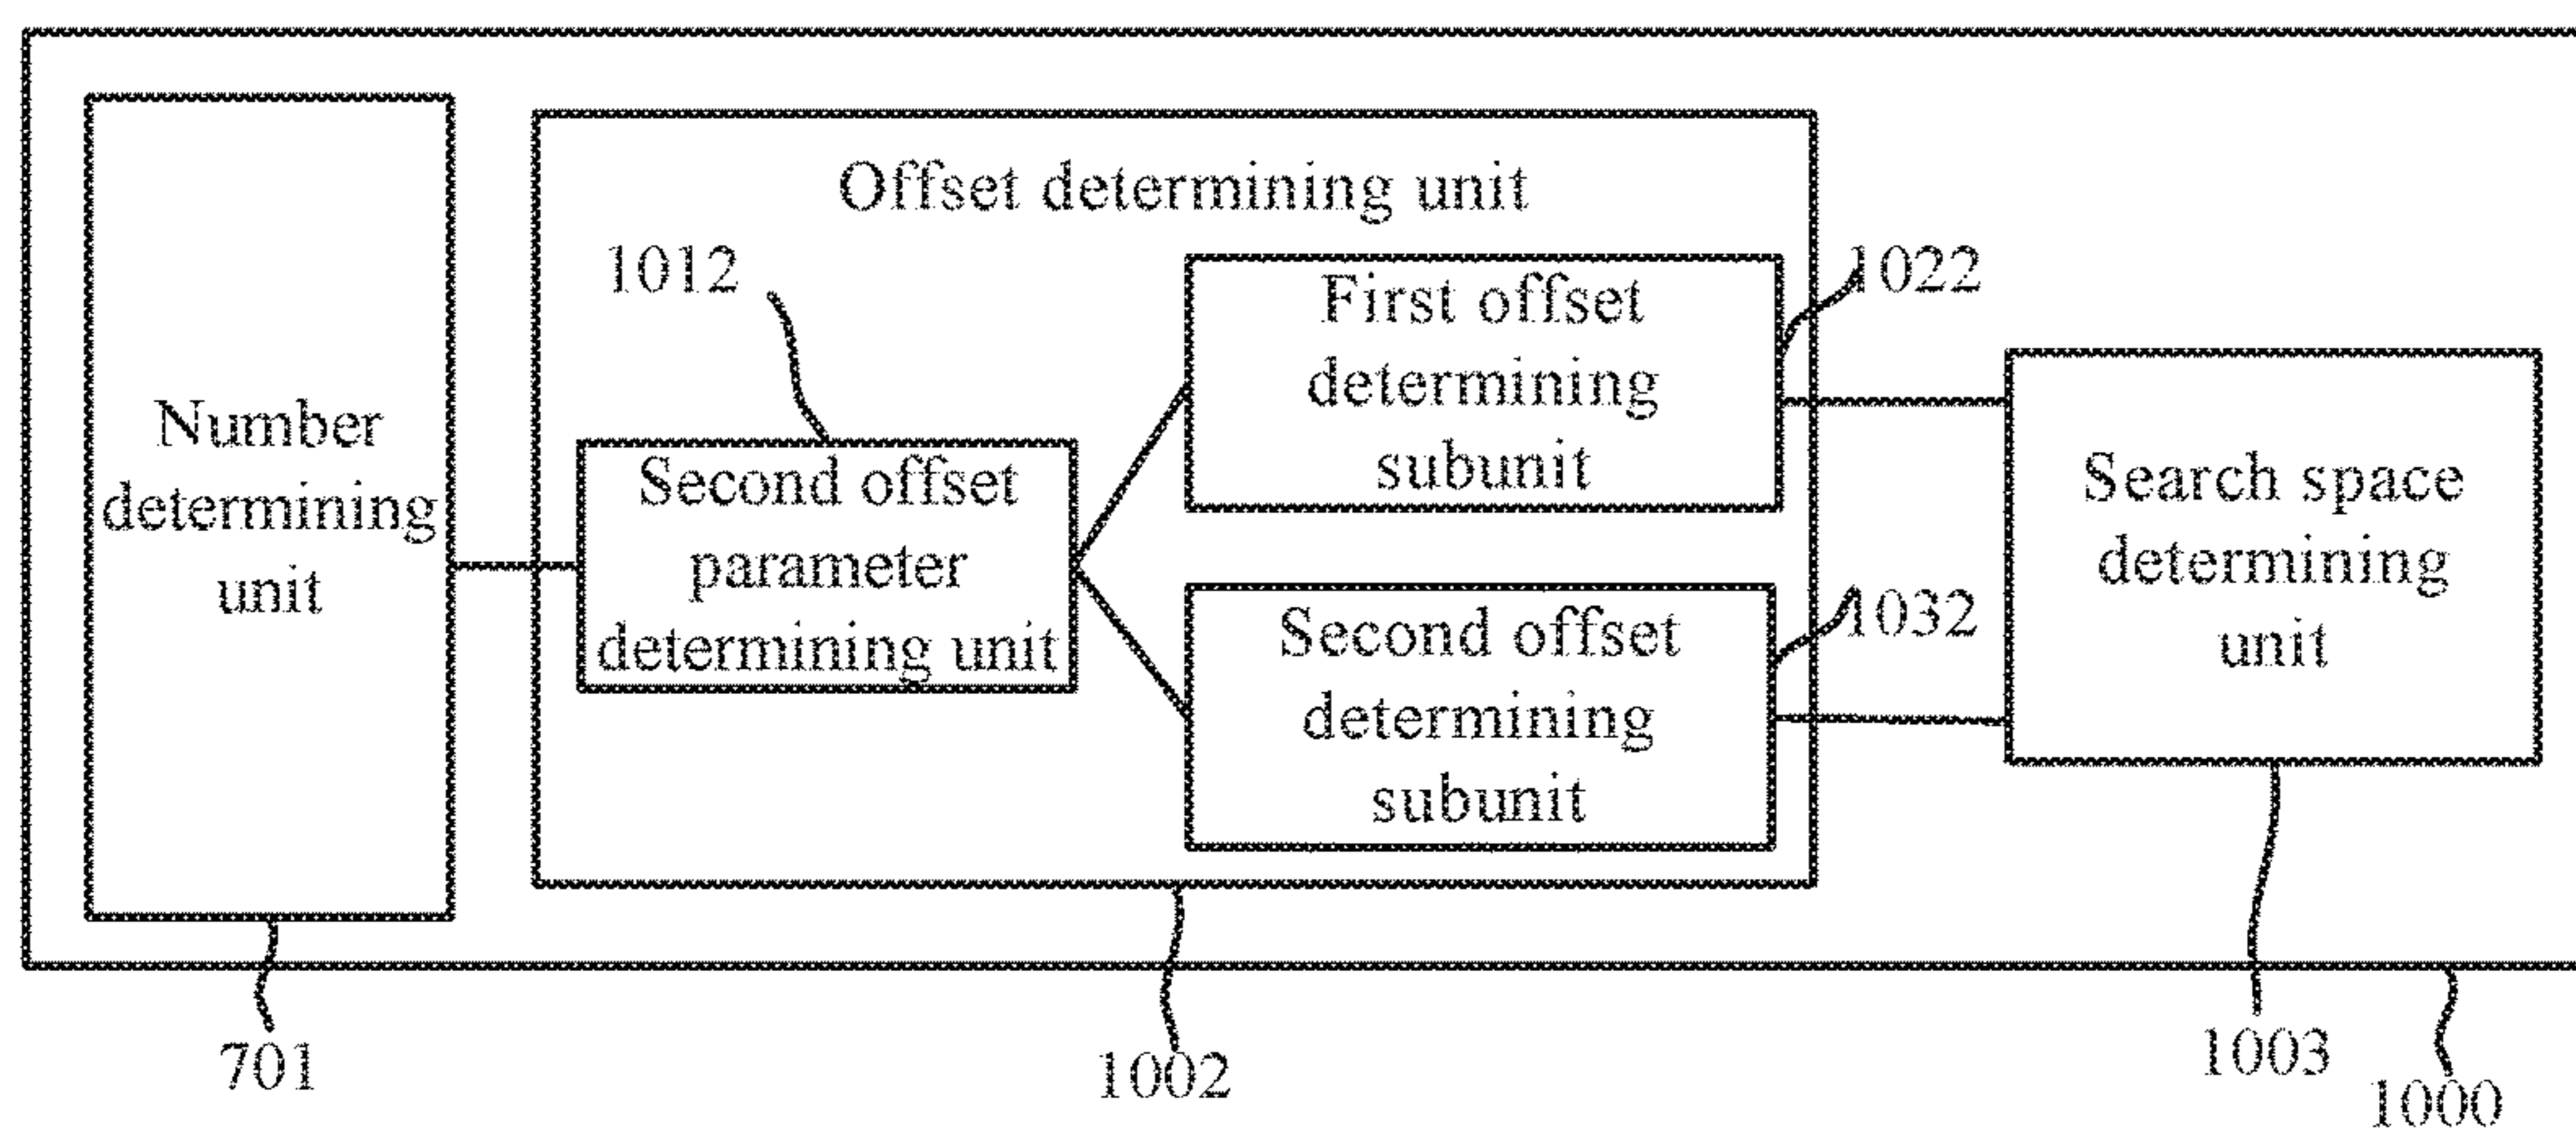 Offset determining unit
1012
1022
First offset
determining
subunit
Number
determining
unit
Second offset
parameter
determining unit
Search space
determining
unit
1032
Second offset
determining
subunit
701
1002
1003
1000